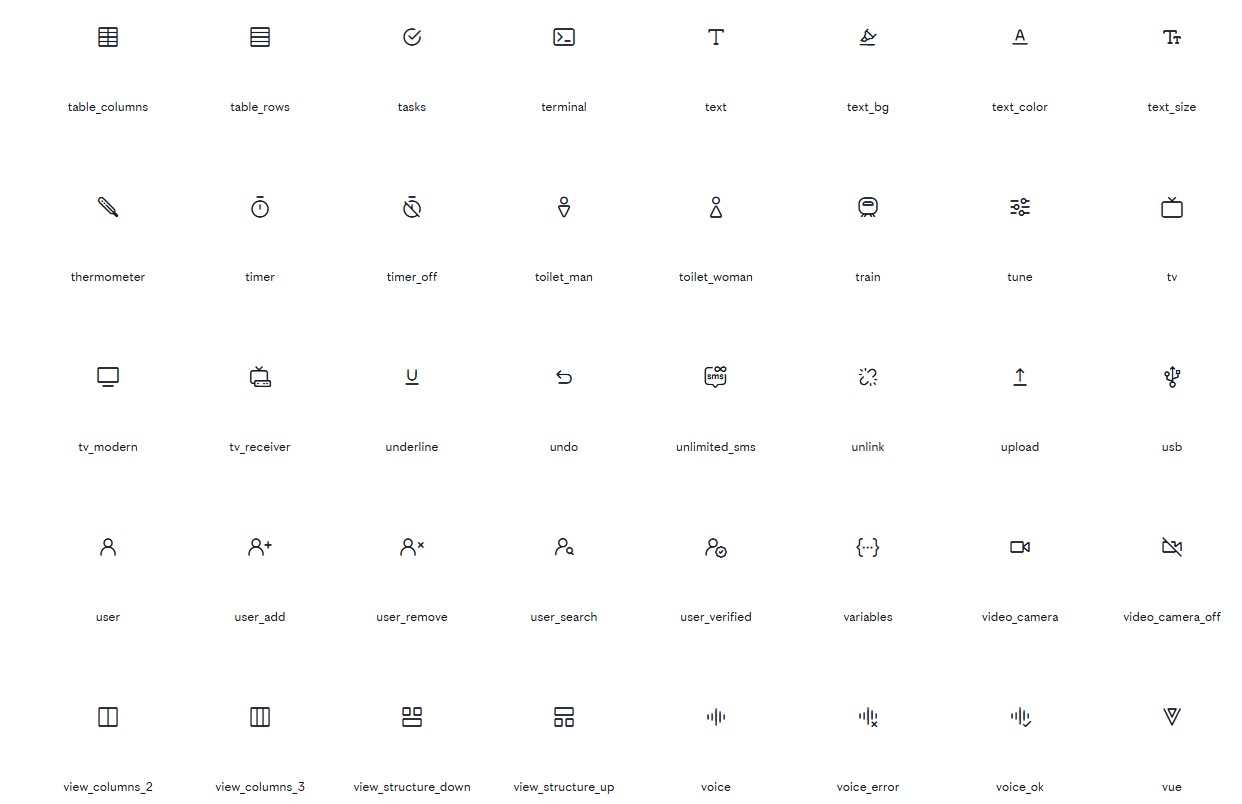 table_columns table_rows tasks terminal text text_bg text_color text_size
thermometer timer timer_off toilet_man toilet_woman train tune tv
sms
tv_modern tv_receiver underline undo unlimited_sms unlink upload usb
user user_add user_remove user_search user_verified variables video_camera video_camera_off
view_columns_2 view_columns_3 view_structure_down view_structure_up voice voice_error voice_ok vue